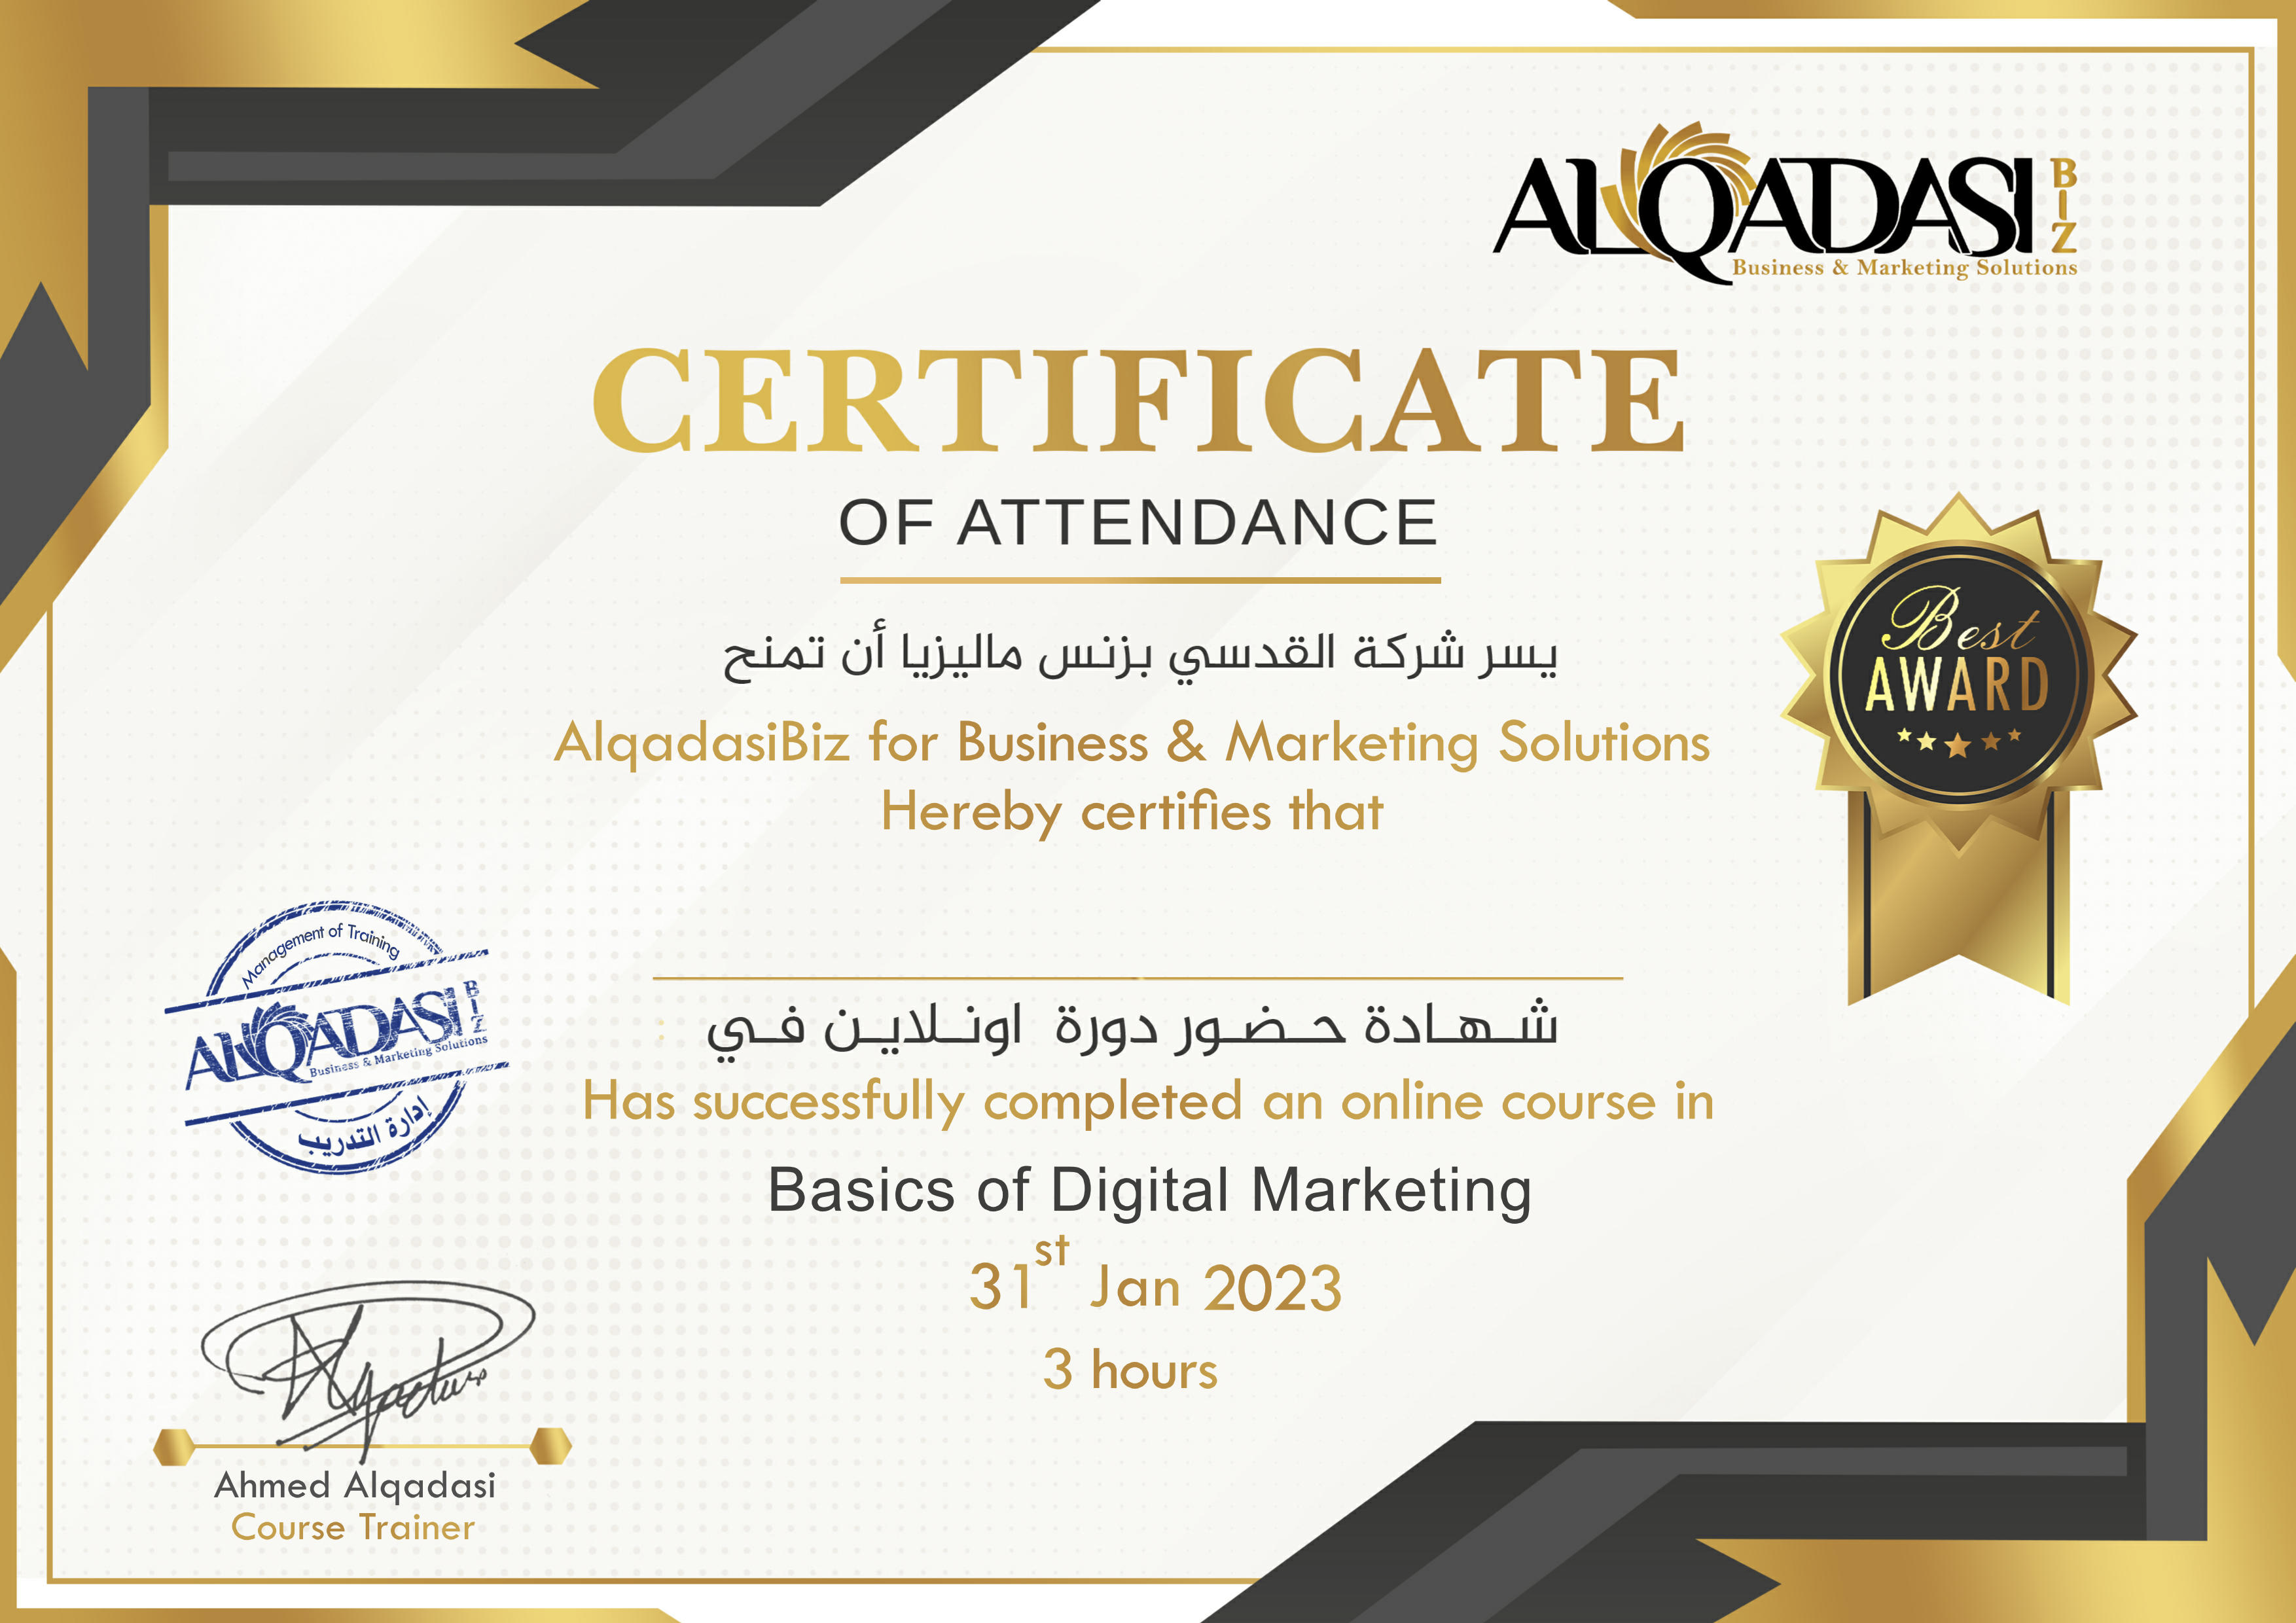 ALQADASI BIZ
Business & Marketing Solutions
CERTIFICATE
OF ATTENDANCE
يسر شركة القدسي بزنس ماليزيا أن تمنح
AlqadasiBiz for Business & Marketing Solutions
Hereby certifies that
Best
AWARD
شهادة حضور دورة اونلاين في :
Has successfully completed an online course in
Basics of Digital Marketing
31st Jan 2023
3 hours
Management of Training
ALQADASI BIZ
Business & Marketing Solutions
إدارة التدريب
Ahmed Alqadasi
Course Trainer